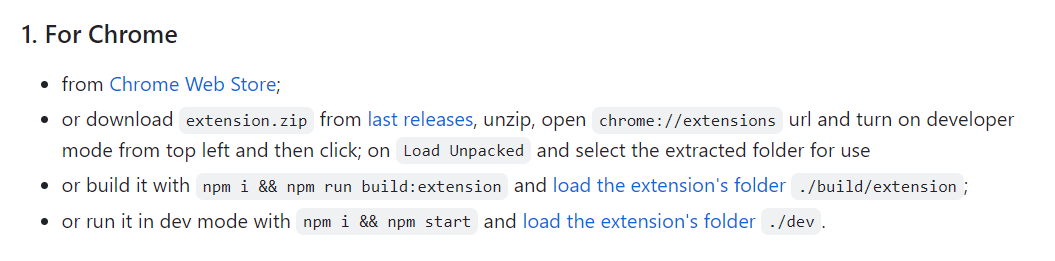 1. For Chrome
• from Chrome Web Store;
• or download extension.zip from last releases, unzip, open chrome://extensions url and turn on developer
mode from top left and then click; on Load Unpacked and select the extracted folder for use
• or build it with npm i && npm run build:extension and load the extension's folder ./build/extension;
• or run it in dev mode with npm i && npm start and load the extension's folder ./dev.